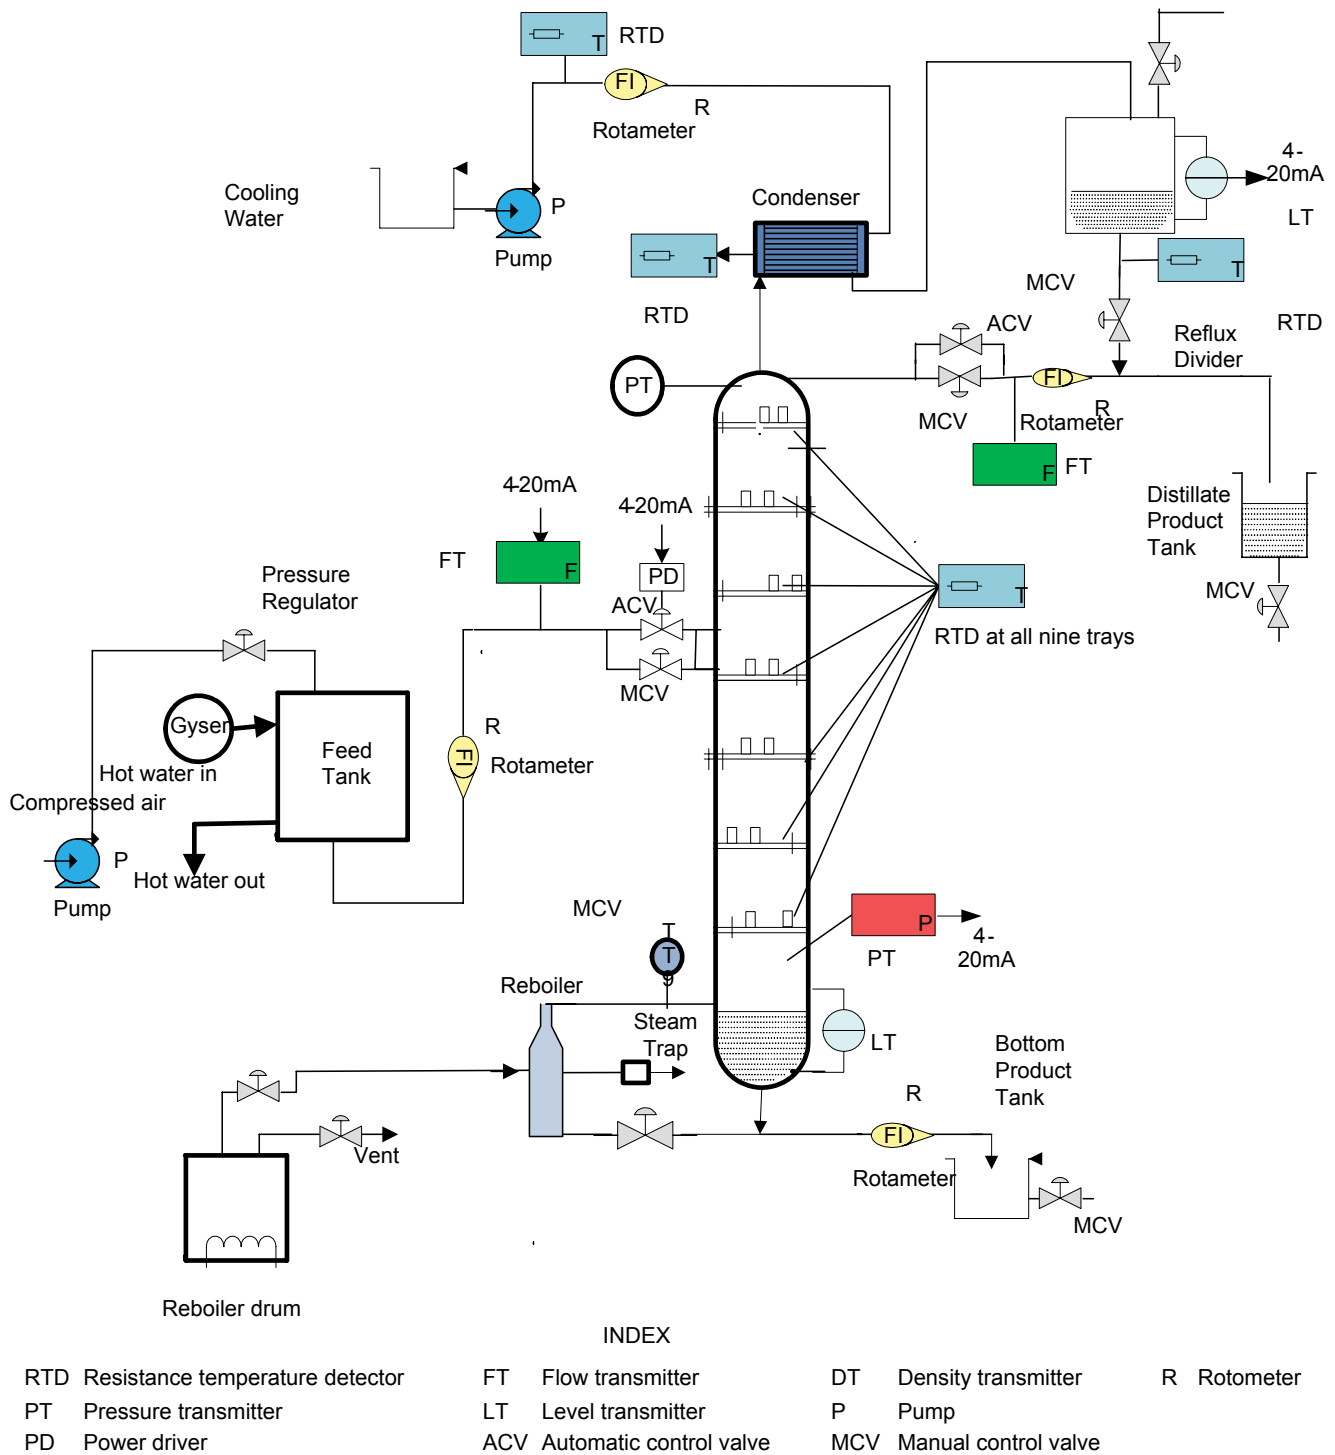 T
RTD
FI
R
Rotameter
Cooling
Water
P
Pump
Condenser
T
RTD
4-
20mA
LT
T
MCV
RTD
ACV
Reflux
Divider
PT
FI
R
MCV
Rotameter
F
FT
Distillate
Product
Tank
MCV
4-20mA
4-20mA
FT
F
PD
ACV
Pressure
Regulator
T
RTD at all nine trays
MCV
Gyser
Feed
Tank
R
FI
Rotameter
Hot water in
Compressed air
P
Hot water out
Pump
MCV
T
T
9
P
PT
4-
20mA
Reboiler
Steam
Trap
LT
Bottom
Product
Tank
R
FI
Vent
Rotameter
MCV
Reboiler drum
INDEX
RTD Resistance temperature detector FT Flow transmitter DT Density transmitter R Rotometer
PT Pressure transmitter LT Level transmitter P Pump
PD Power driver ACV Automatic control valve MCV Manual control valve